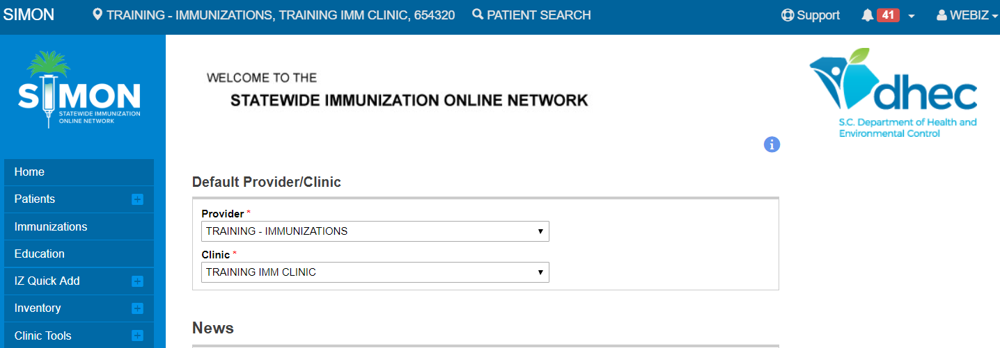 SIMON TRAINING - IMMUNIZATIONS, TRAINING IMM CLINIC, 654320 PATIENT SEARCH Support 41 WEBIZ
SIMON
STATEWIDE IMMUNIZATION
ONLINE NETWORK
WELCOME TO THE
STATEWIDE IMMUNIZATION ONLINE NETWORK
dhec
S.C. Department of Health and
Environmental Control
Home
Patients
Immunizations
Education
IZ Quick Add
Inventory
Clinic Tools
Default Provider/Clinic
Provider *
TRAINING - IMMUNIZATIONS
Clinic *
TRAINING IMM CLINIC
News